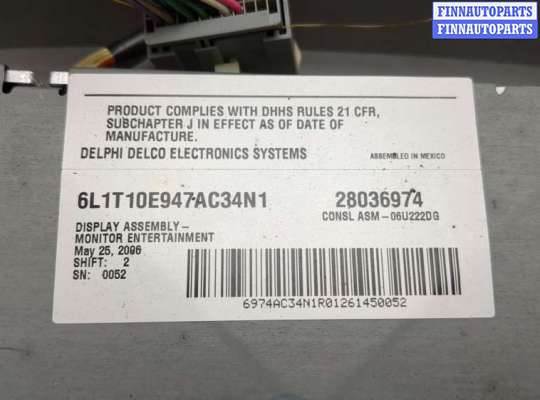 FINNAUTOPARTS
FINNAUTOPARTS
PRODUCT COMPLIES WITH DHHS RULES 21 CFR,
SUBCHAPTER J IN EFFECT AS OF DATE OF
MANUFACTURE.
DELPHI DELCO ELECTRONICS SYSTEMS ASSEMBLED IN MEXICO
6L1T10E947AC34N1 28036974
CONSL ASM-06U222DG
DISPLAY ASSEMBLY-
MONITOR ENTERTAINMENT
May 25, 2006
SHIFT: 2
SN: 0052
6974AC34N1R01261450052